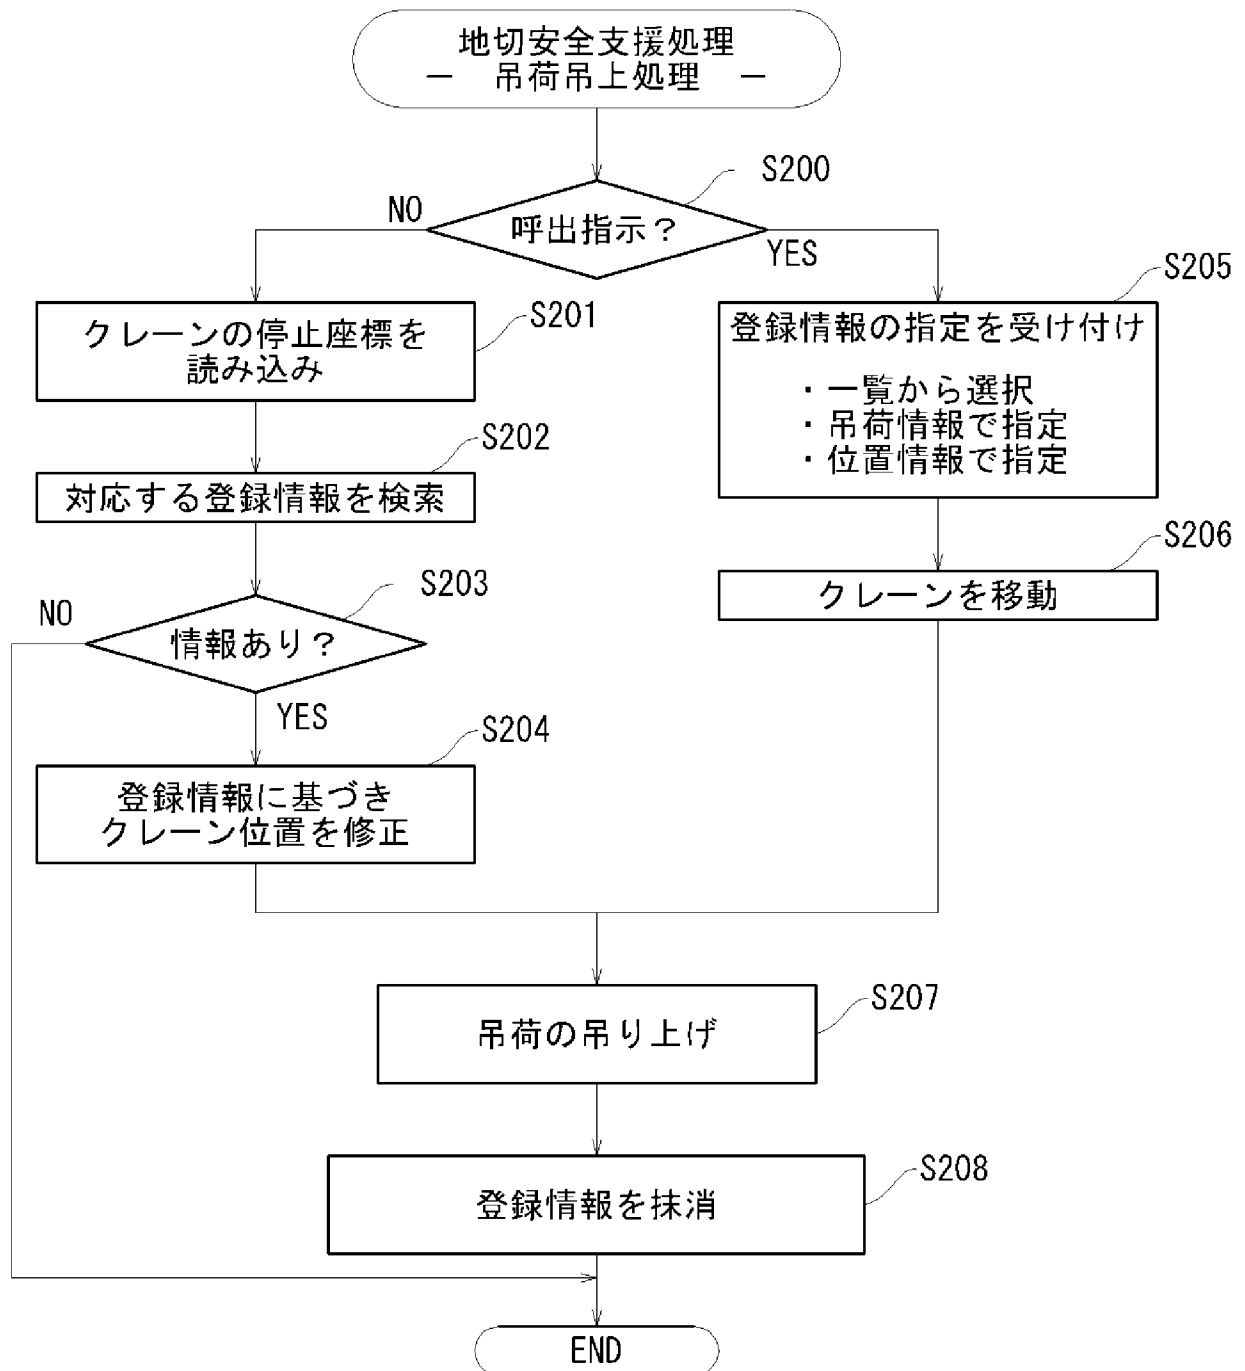 地切安全支援処理
― 吊荷吊上処理 ―
S200
呼出指示？
NO
YES
S201
クレーンの停止座標を
読み込み
S202
対応する登録情報を検索
S203
情報あり？
NO
YES
S204
登録情報に基づき
クレーン位置を修正
S205
登録情報の指定を受け付け
・一覧から選択
・吊荷情報で指定
・位置情報で指定
S206
クレーンを移動
S207
吊荷の吊り上げ
S208
登録情報を抹消
END